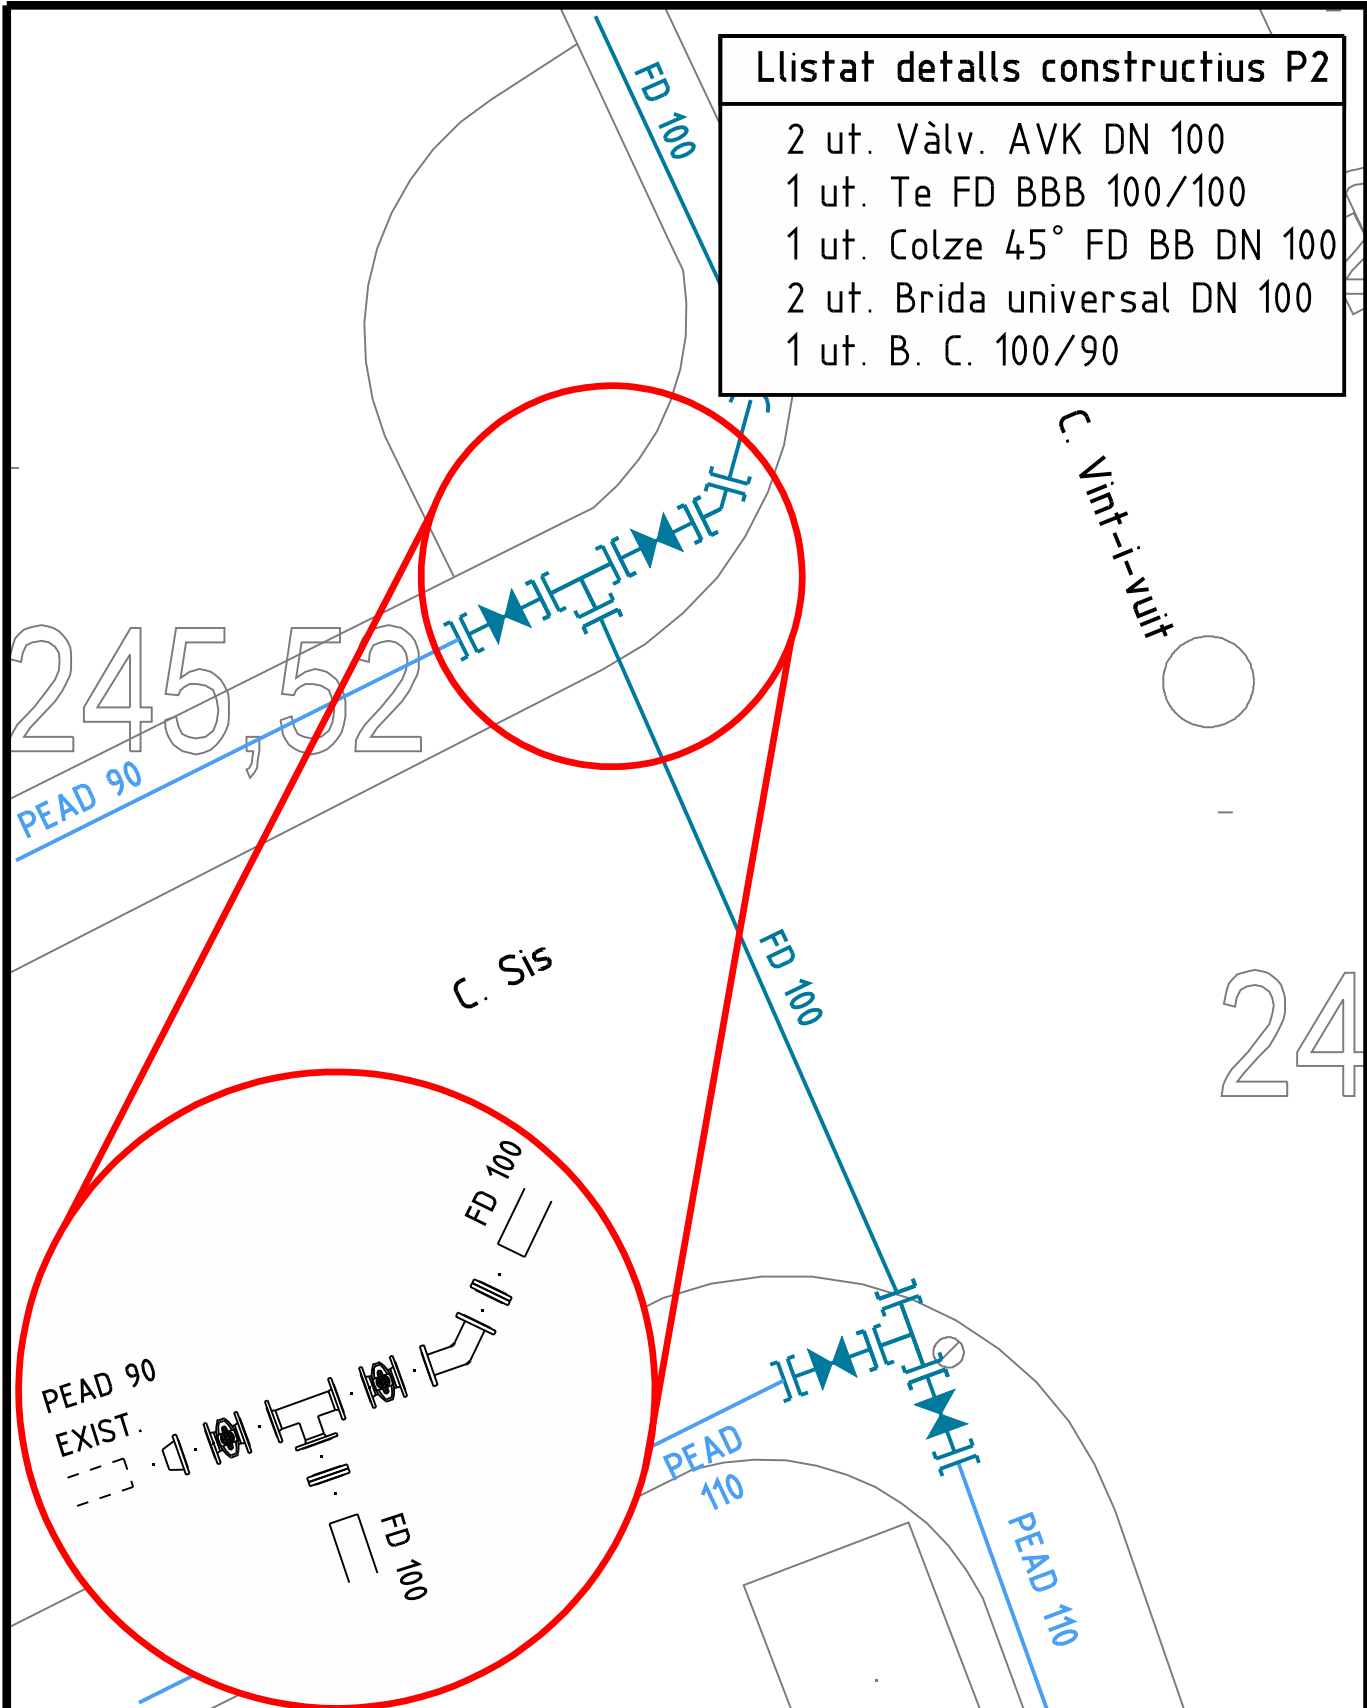 Llistat detalls constructius P2
2 ut. Vàlv. AVK DN 100
1 ut. Te FD BBB 100/100
1 ut. Colze 45° FD BB DN 100
2 ut. Brida universal DN 100
1 ut. B. C. 100/90
FD 100
C. Vint-i-vuit
245,52
PEAD 90
C. Sis
FD 100
24
FD 100
PEAD 90
EXIST.
FD 100
PEAD
110
PEAD 110